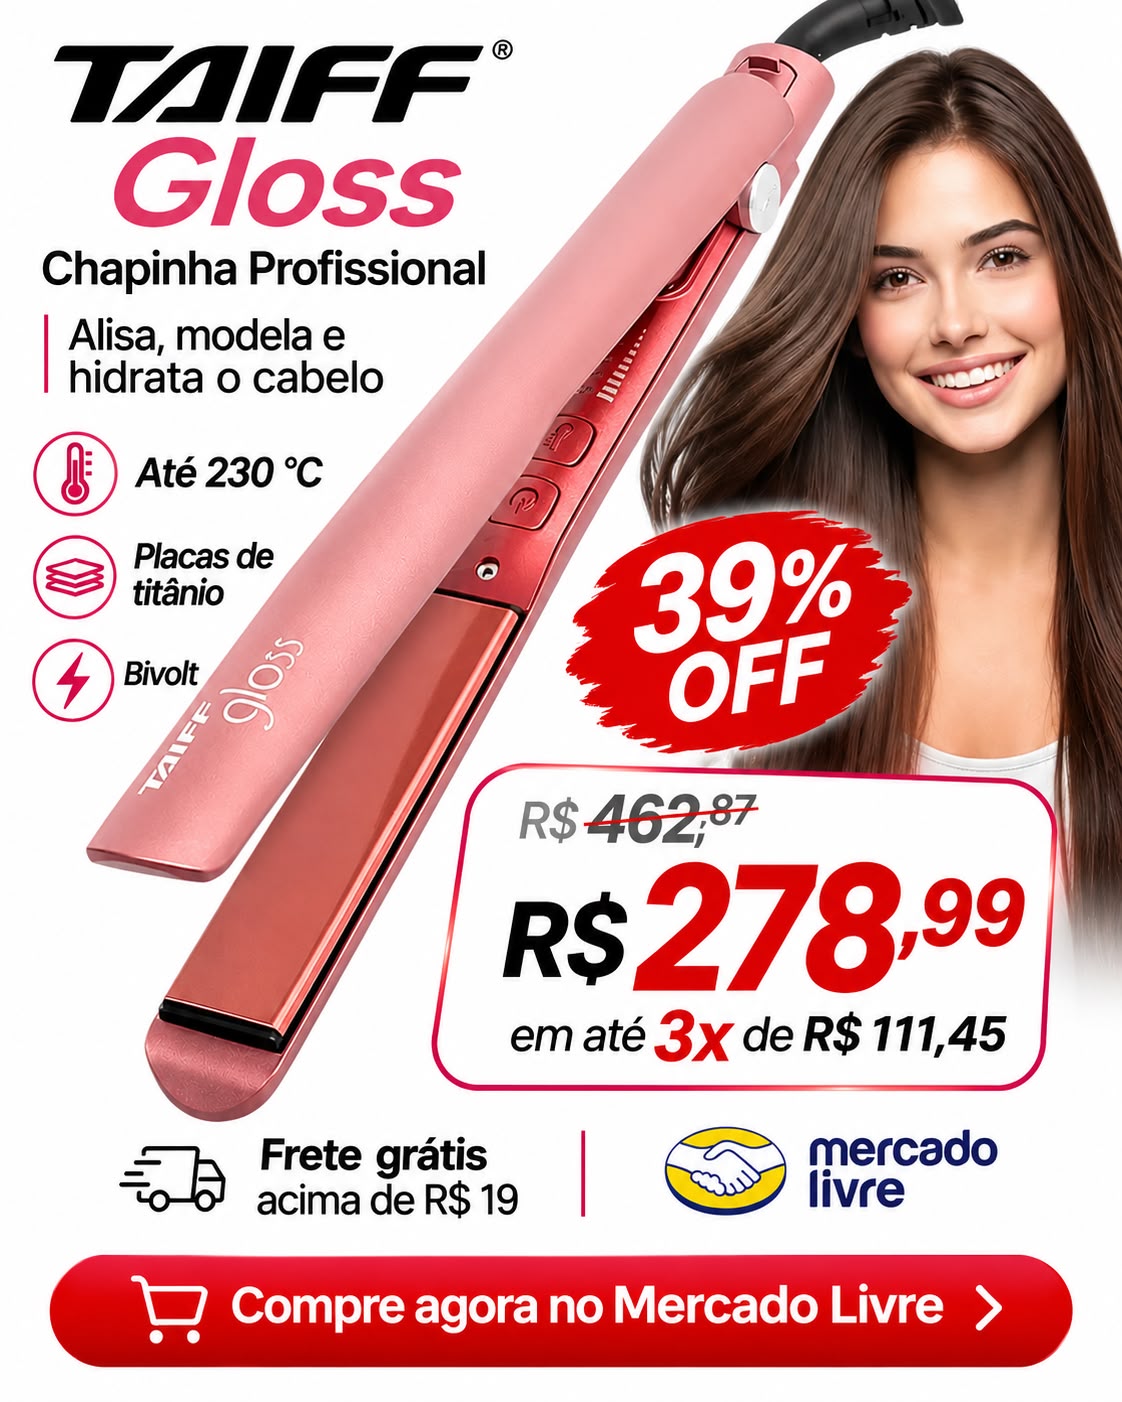 TAIFF®
Gloss
Chapinha Profissional
Alisa, modela e
hidrata o cabelo
Até 230 °C
Placas de
titânio
Bivolt
TAIFF gloss
39%
OFF
R$ 462,87
R$ 278,99
em até 3x de R$ 111,45
Frete grátis
acima de R$ 19
mercado
livre
Compre agora no Mercado Livre